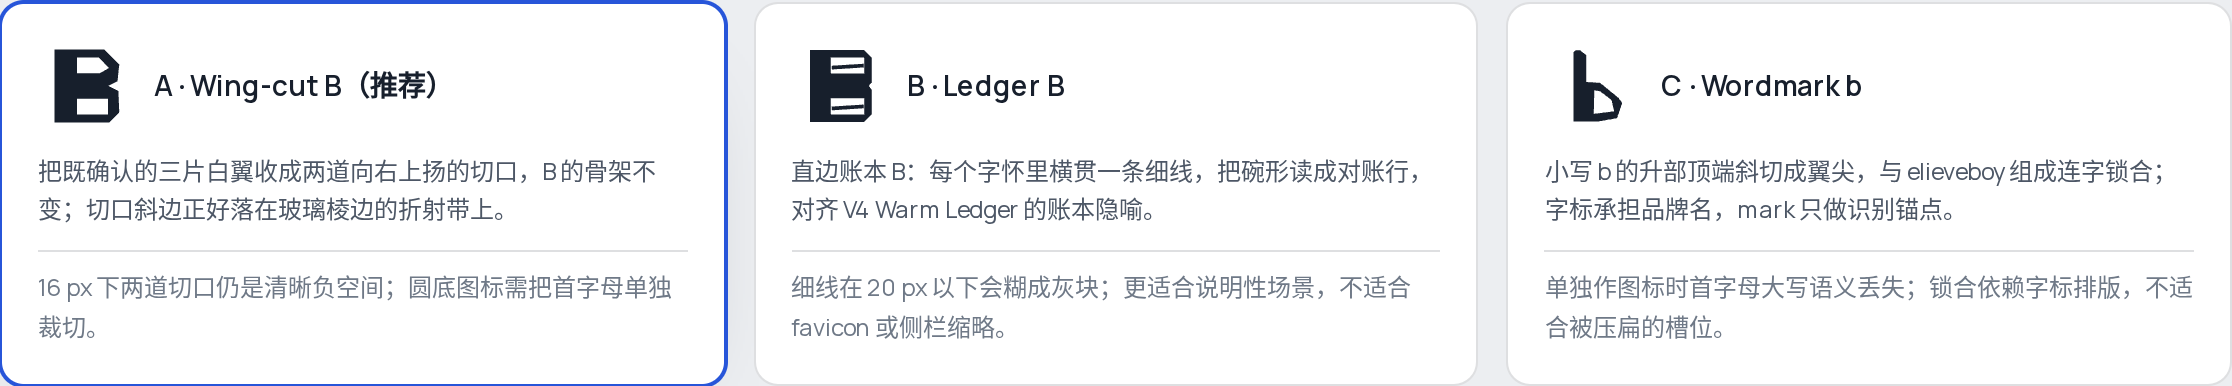 A · Wing-cut B（推荐）
把既确认的三片白翼收成两道向右上扬的切口，B 的骨架不
变；切口斜边正好落在玻璃棱边的折射带上。
16 px 下两道切口仍是清晰负空间；圆底图标需把首字母单独
裁切。
B · Ledger B
直边账本 B：每个字怀里横贯一条细线，把碗形读成对账行，
对齐 V4 Warm Ledger 的账本隐喻。
细线在 20 px 以下会糊成灰块；更适合说明性场景，不适合
favicon 或侧栏缩略。
C · Wordmark b
小写 b 的升部顶端斜切成翼尖，与 elieveboy 组成连字锁合；
字标承担品牌名，mark 只做识别锚点。
单独作图标时首字母大写语义丢失；锁合依赖字标排版，不适
合被压扁的槽位。